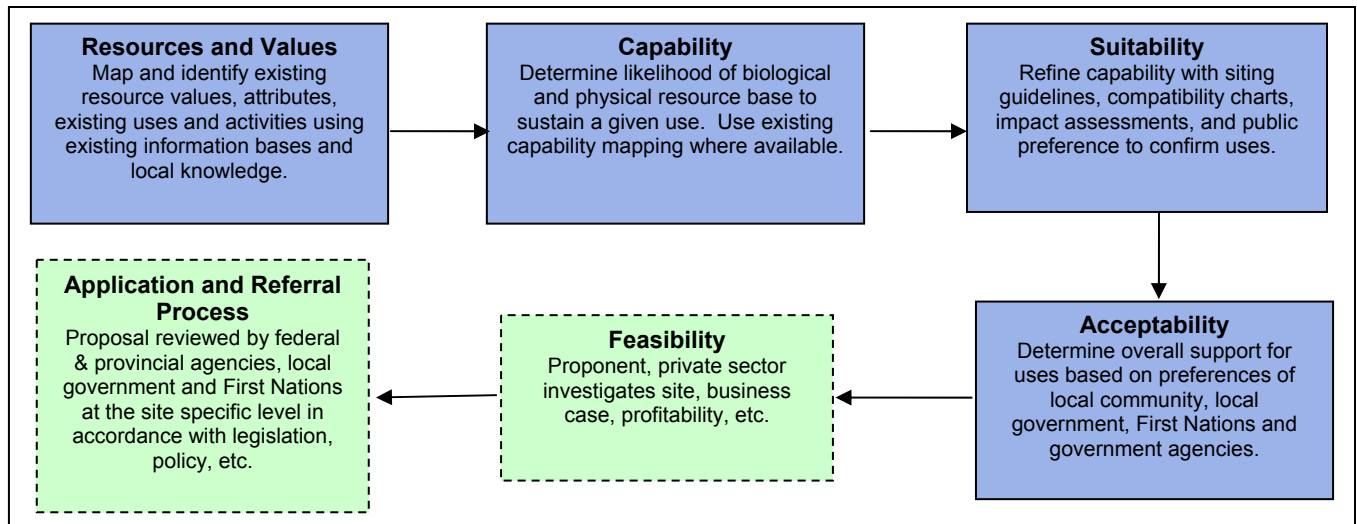 Resources and Values
Map and identify existing
resource values, attributes,
existing uses and activities using
existing information bases and
local knowledge.
Capability
Determine likelihood of biological
and physical resource base to
sustain a given use.  Use existing
capability mapping where available.
Suitability
Refine capability with siting
guidelines, compatibility charts,
impact assessments, and public
preference to confirm uses.
Acceptability
Determine overall support for
uses based on preferences of
local community, local
government, First Nations and
government agencies.
Feasibility
Proponent, private sector
investigates site, business
case, profitability, etc.
Application and Referral
Process
Proposal reviewed by federal
& provincial agencies, local
government and First Nations
at the site specific level in
accordance with legislation,
policy, etc.